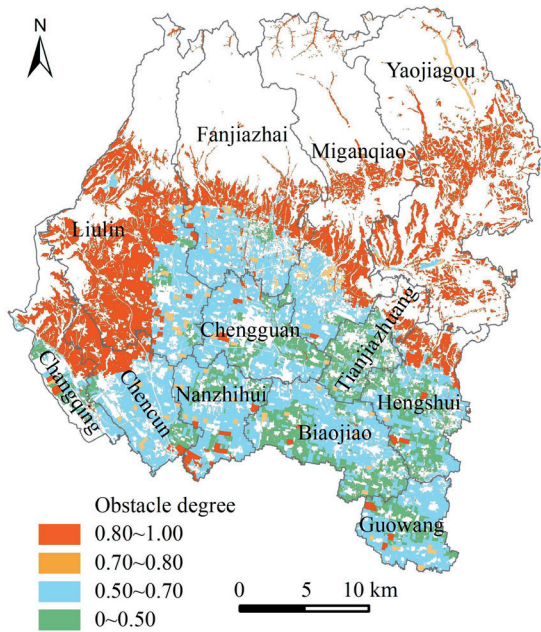 N
Yaojiagou
Fanjiazhai
Miganqiao
Liulin
Chengguan
Tianjiazhuang
Changqing
Chencun
Nanzhihui
Hengshui
Biaojiao
Guowang
Obstacle degree
0.80~1.00
0.70~0.80
0.50~0.70
0~0.50
0 5 10 km